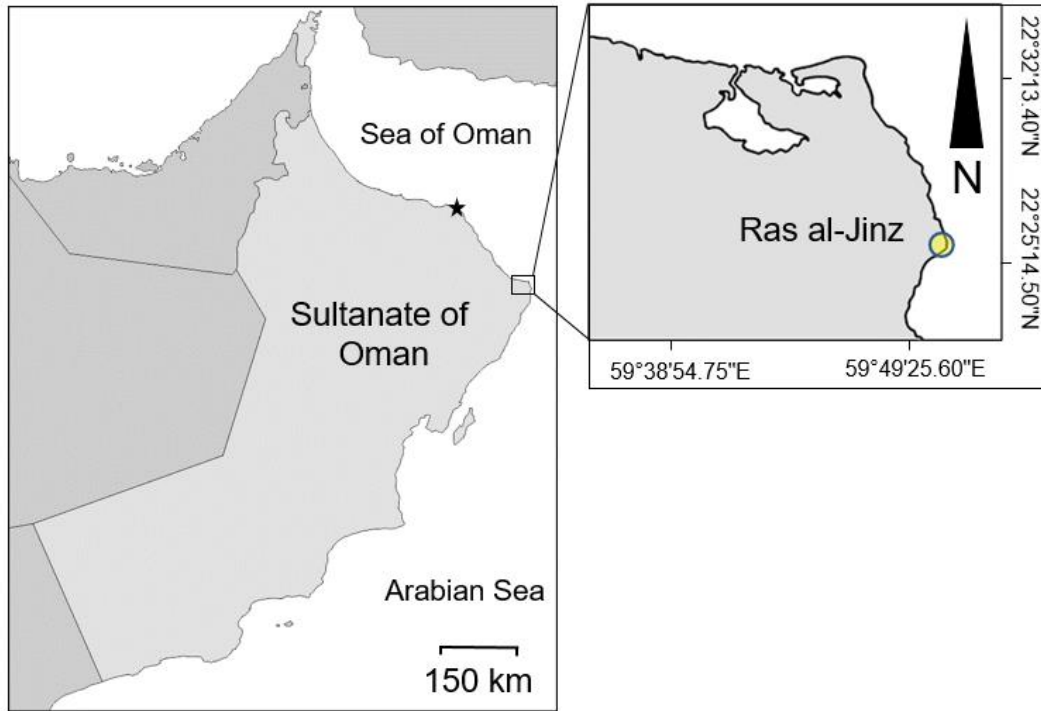 Sea of Oman
Sultanate of
Oman
Arabian Sea
150 km
Ras al-Jinz
N
22°32'13.40"N
22°25'14.50"N
59°38'54.75"E
59°49'25.60"E